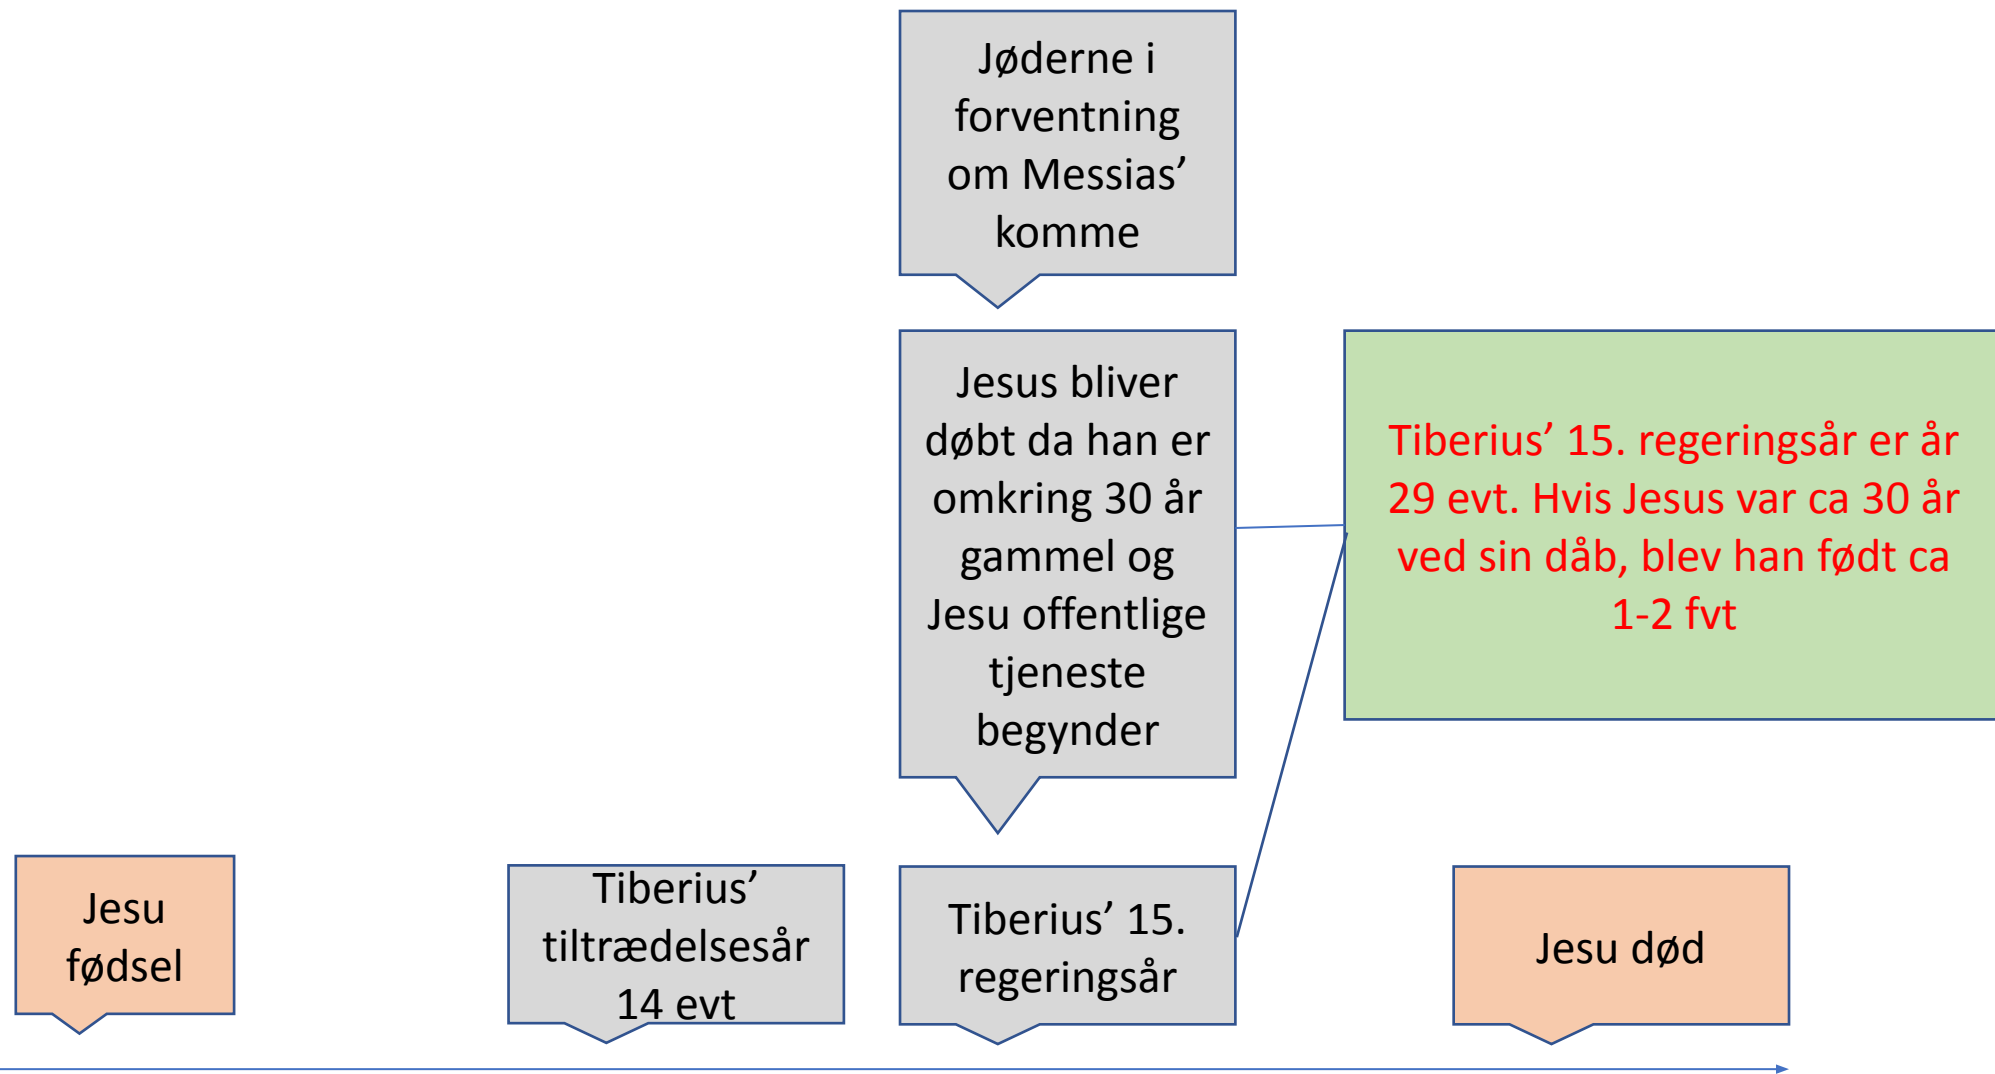 Jøderne i
forventning
om Messias’
komme
Jesus bliver
døbt da han er
omkring 30 år
gammel og
Jesu offentlige
tjeneste
begynder
Tiberius’ 15. regeringsår er år
29 evt. Hvis Jesus var ca 30 år
ved sin dåb, blev han født ca
1-2 fvt
Jesu
fødsel
Tiberius’
tiltrædelsesår
14 evt
Tiberius’ 15.
regeringsår
Jesu død